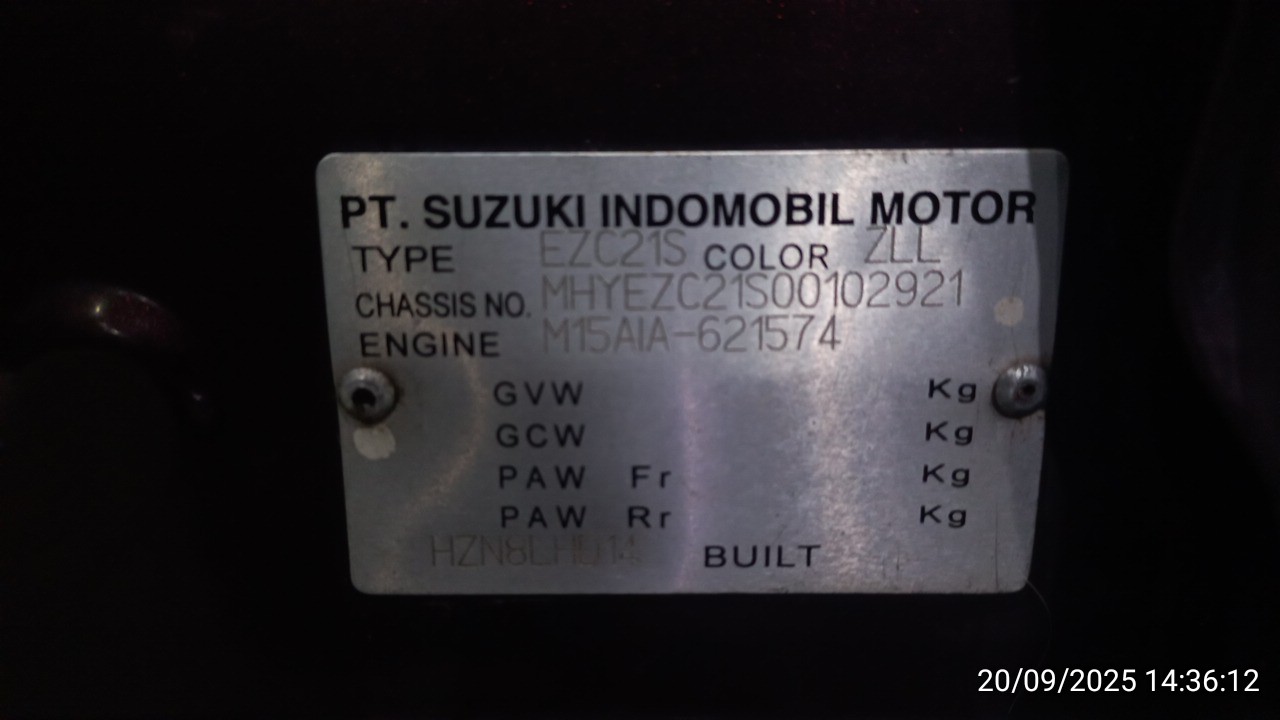 PT. SUZUKI INDOMOBIL MOTOR
TYPE EZC21S COLOR ZLL
CHASSIS NO. MHYEZC21S00102921
ENGINE M15AIA-621574
GVW Kg
GCW Kg
PAW Fr Kg
PAW Rr Kg
BUILT
20/09/2025 14:36:12